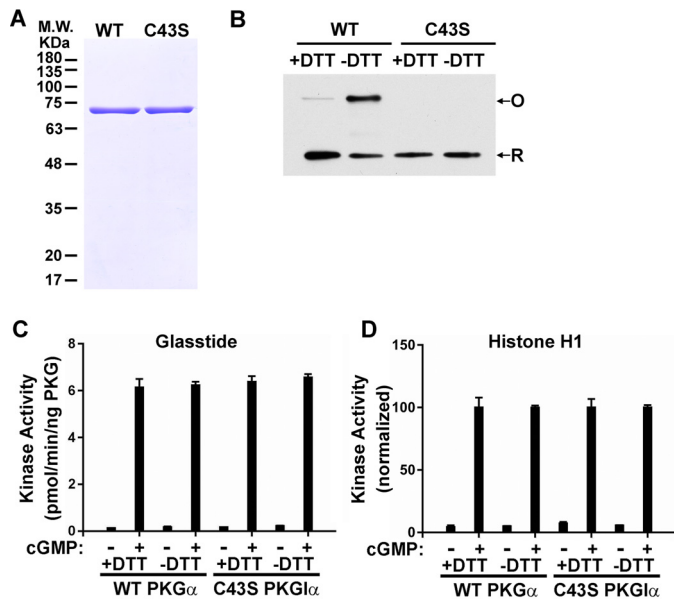 A
M.W.
KDa
WT C43S
180
135
100
75
63
48
35
20
17
B
WT C43S
+DTT -DTT +DTT -DTT
←O
←R
C
Glasstide
Kinase Activity
(pmol/min/ng PKG)
8
6
4
2
0
cGMP: - + - + - + - +
+DTT -DTT +DTT -DTT
WT PKGα C43S PKGIα
D
Histone H1
Kinase Activity
(normalized)
150
100
50
0
cGMP: - + - + - + - +
+DTT -DTT +DTT -DTT
WT PKGα C43S PKGIα